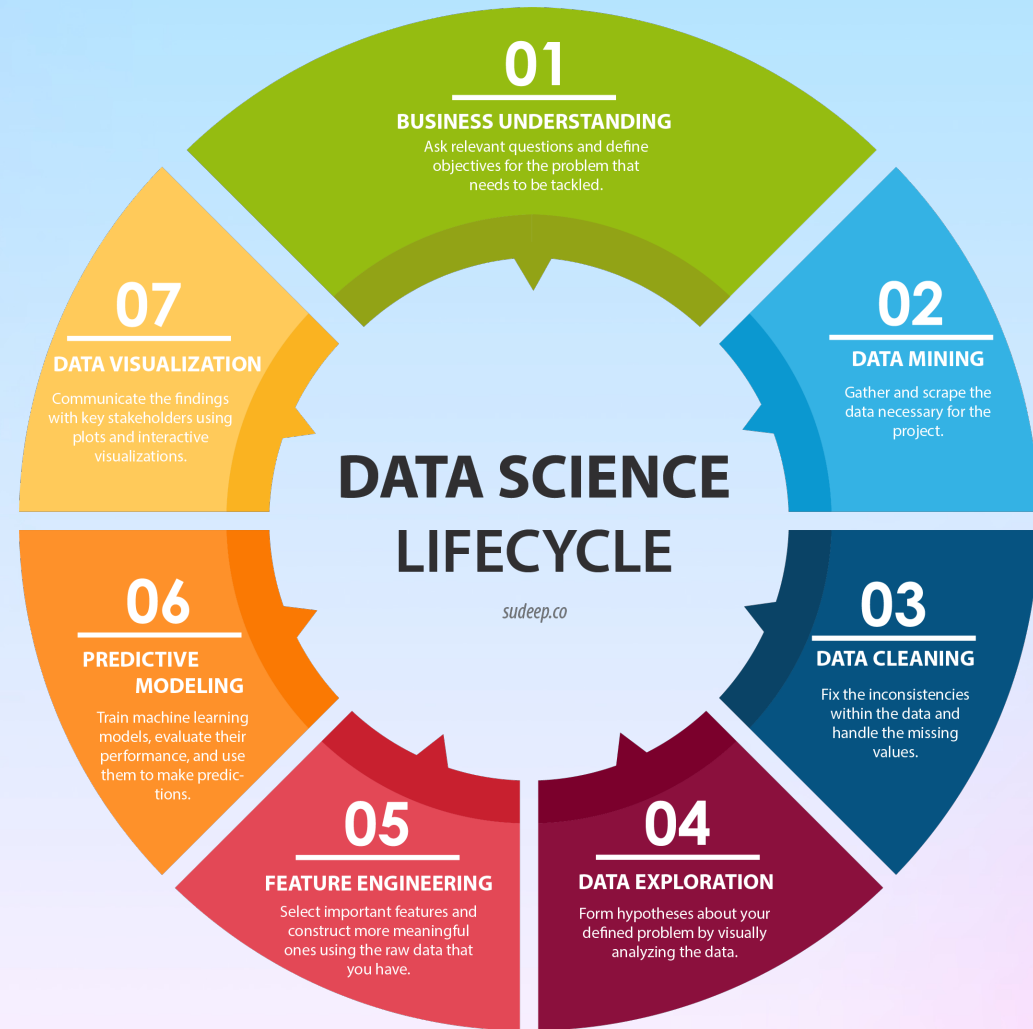 01
BUSINESS UNDERSTANDING
Ask relevant questions and define
objectives for the problem that
needs to be tackled.
02
DATA MINING
Gather and scrape the
data necessary for the
project.
03
DATA CLEANING
Fix the inconsistencies
within the data and
handle the missing
values.
04
DATA EXPLORATION
Form hypotheses about your
defined problem by visually
analyzing the data.
05
FEATURE ENGINEERING
Select important features and
construct more meaningful
ones using the raw data that
you have.
06
PREDICTIVE
MODELING
Train machine learning
models, evaluate their
performance, and use
them to make predic-
tions.
07
DATA VISUALIZATION
Communicate the findings
with key stakeholders using
plots and interactive
visualizations.
DATA SCIENCE
LIFECYCLE
sudeep.co